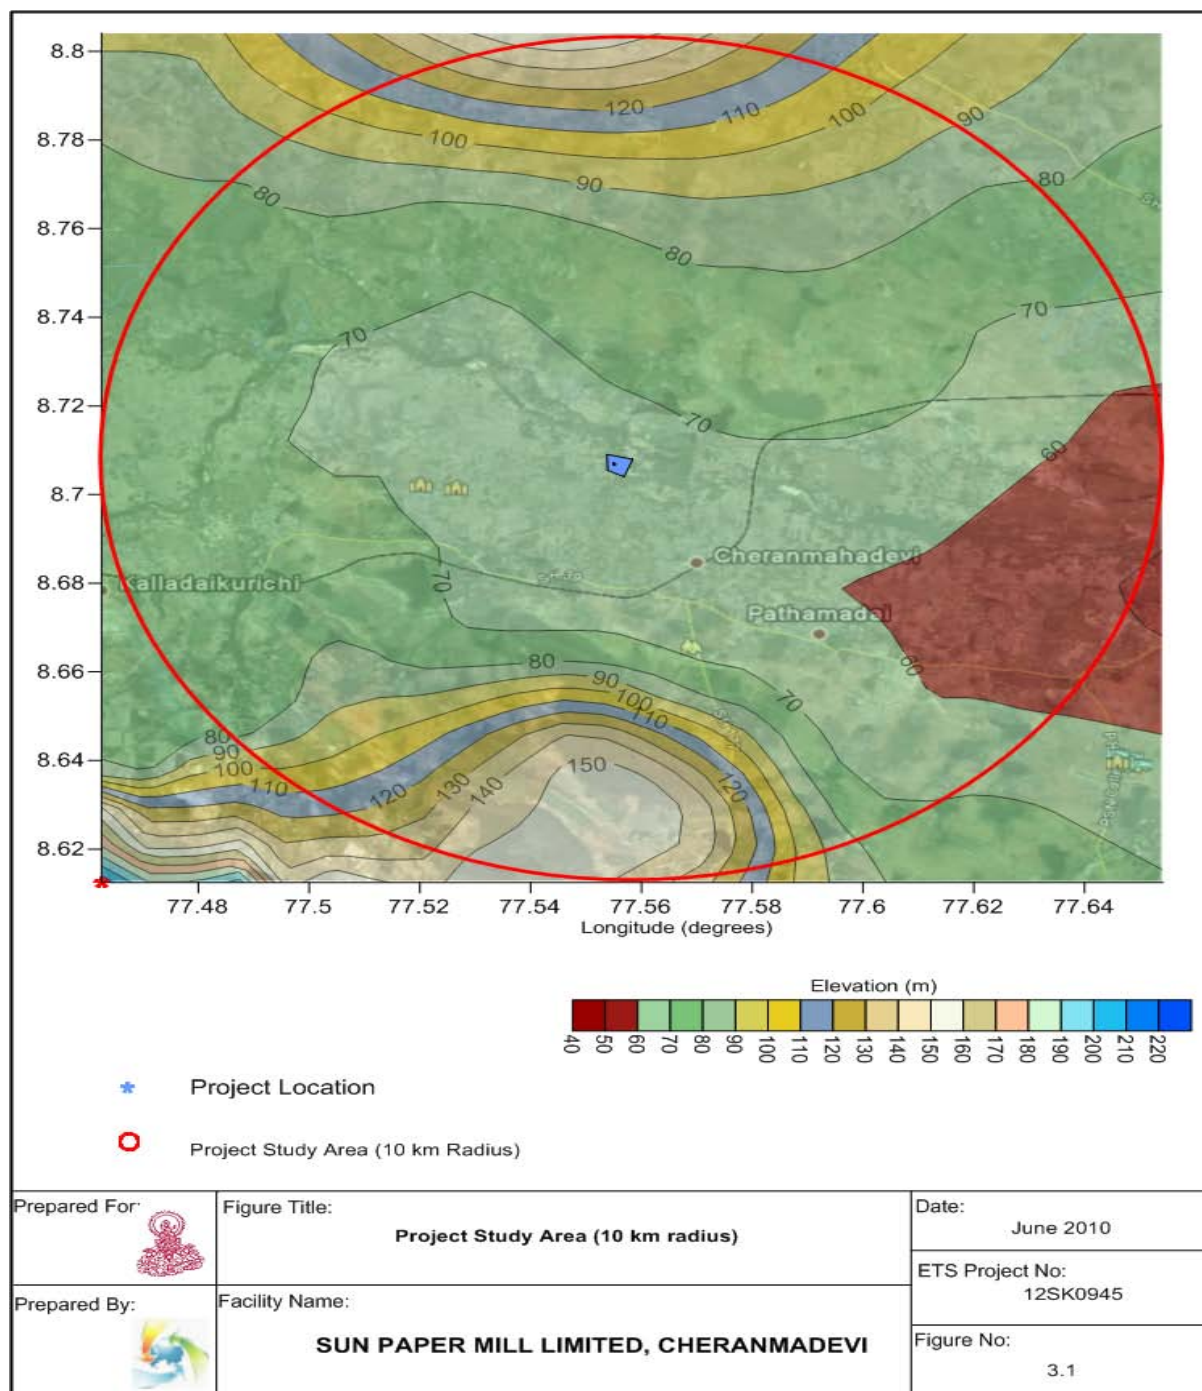 8.8
8.78
8.76
8.74
8.72
8.7
8.68
8.66
8.64
8.62
120
110
100
100
90
90
80
80
80
70
70
70
60
Cheranmahadevi
Kalladaikurichi
70
Pathamadai
60
80
90
100
110
70
80
90
100
110
120
130
140
150
120
77.48 77.5 77.52 77.54 77.56 77.58 77.6 77.62 77.64
Longitude (degrees)
Elevation (m)
40 50 60 70 80 90 100 110 120 130 140 150 160 170 180 190 200 210 220
Project Location
Project Study Area (10 km Radius)
Prepared For:
Figure Title:
Project Study Area (10 km radius)
Date:
June 2010
ETS Project No:
12SK0945
Prepared By:
Facility Name:
SUN PAPER MILL LIMITED, CHERANMADEVI
Figure No:
3.1